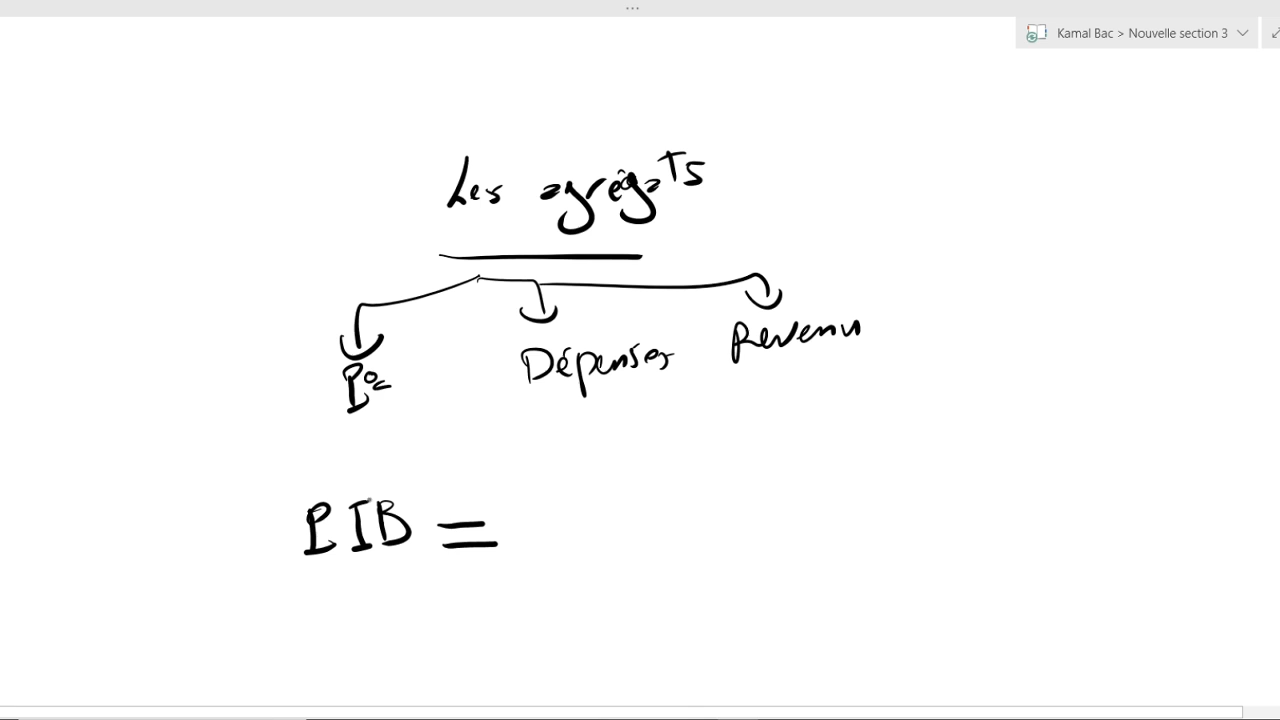 Kamal Bac > Nouvelle section 3
Les agrégats
Dépenses Revenu
PIB =